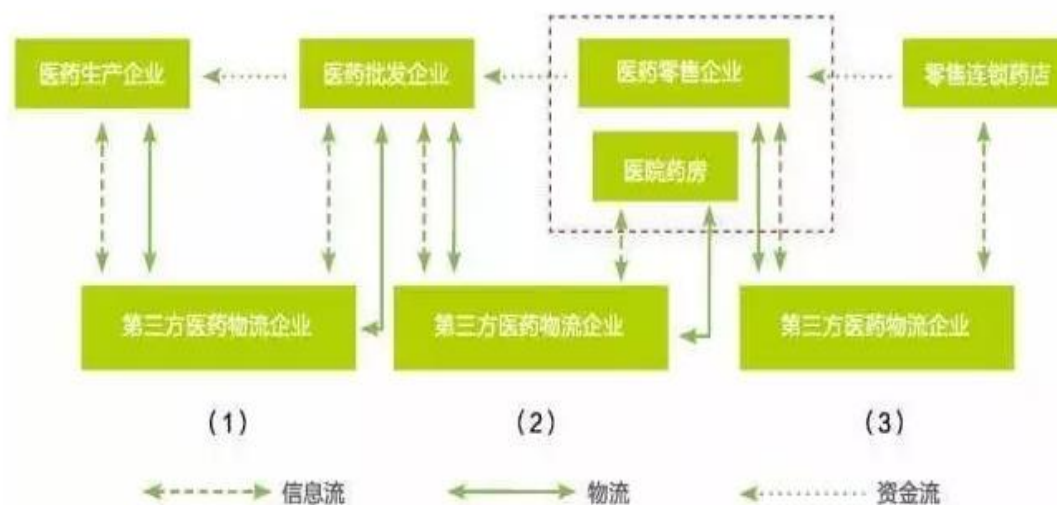 医药生产企业
医药批发企业
医药零售企业
零售连锁药店
医院药房
第三方医药物流企业
第三方医药物流企业
第三方医药物流企业
(1)
(2)
(3)
信息流
物流
资金流